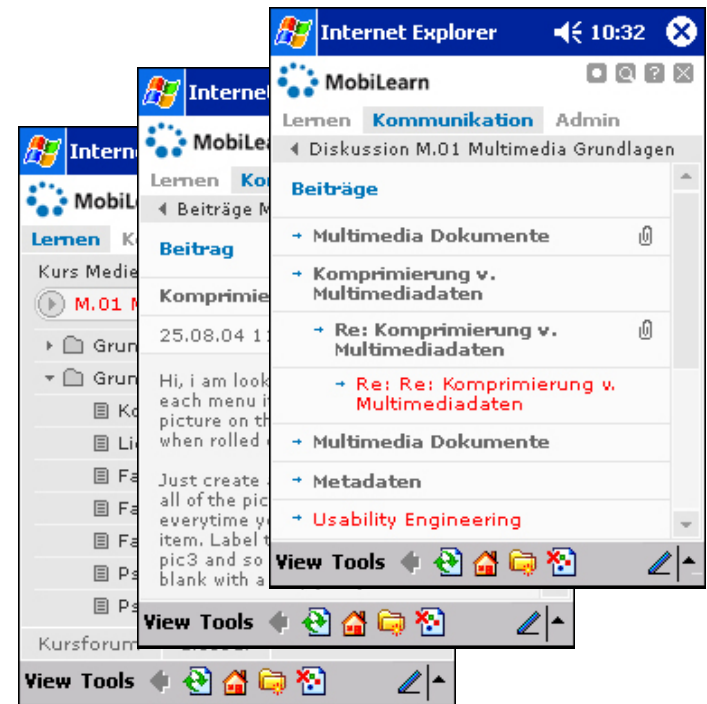 Internet Explorer 10:32
MobiLearn
Lernen Kommunikation Admin
Diskussion M.01 Multimedia Grundlagen
Beiträge
Multimedia Dokumente
Komprimierung v.
Multimediadaten
Re: Komprimierung v.
Multimediadaten
Re: Re: Komprimierung v.
Multimediadaten
Multimedia Dokumente
Metadaten
Usability Engineering
View Tools
Interne
MobiLea
Lernen Ko
Beiträge M
Beitrag
Komprimie
25.08.04 1
Hi, i am look
each menu i
picture on th
when rolled
Just create
all of the pic
everytime y
item. Label t
pic3 and so
blank with a
View Tools
Intern
MobiL
Lernen K
Kurs Medie
M.01 M
Grun
Grun
Ko
Li
Fa
Fa
Fa
Ps
Ps
Kursforum
View Tools